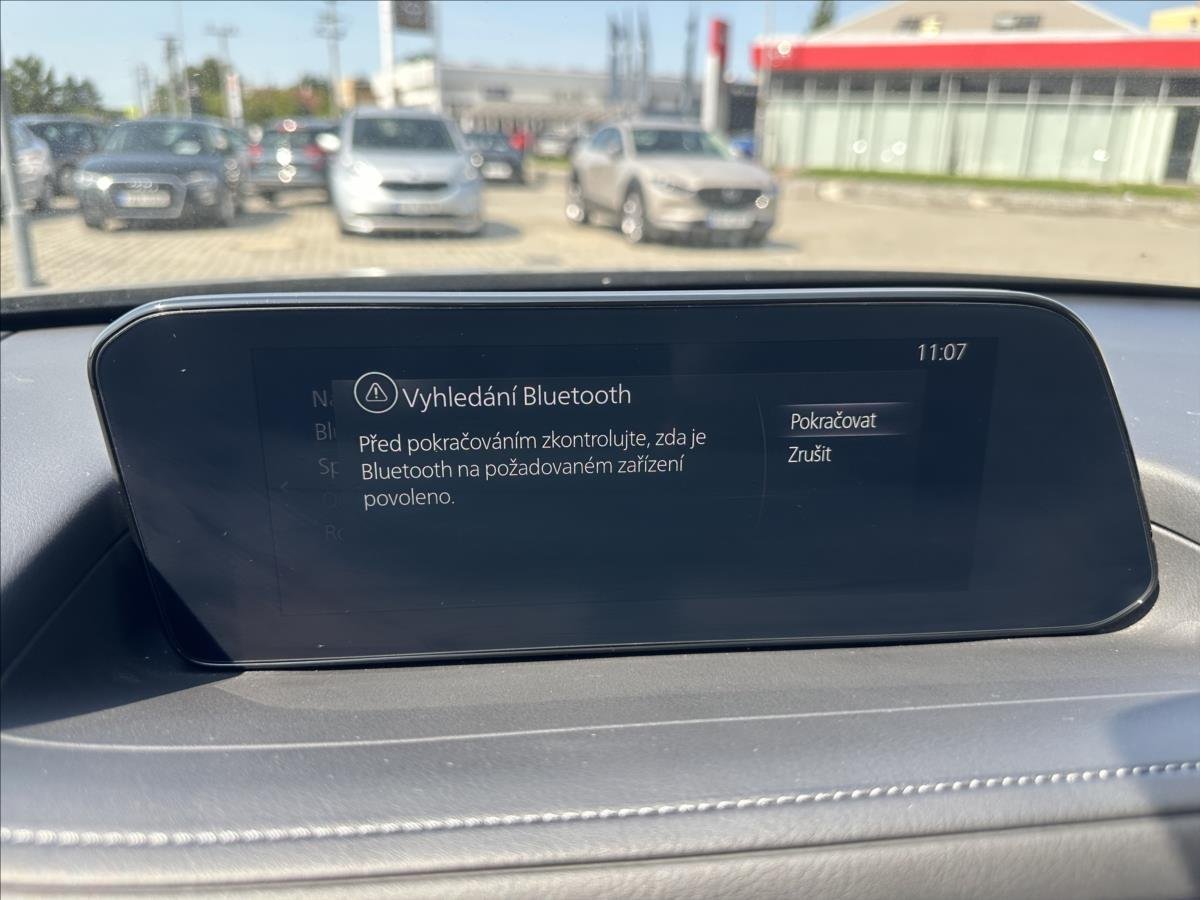 11:07
Vyhledání Bluetooth
Před pokračováním zkontrolujte, zda je
Bluetooth na požadovaném zařízení
povoleno.
Pokračovat
Zrušit